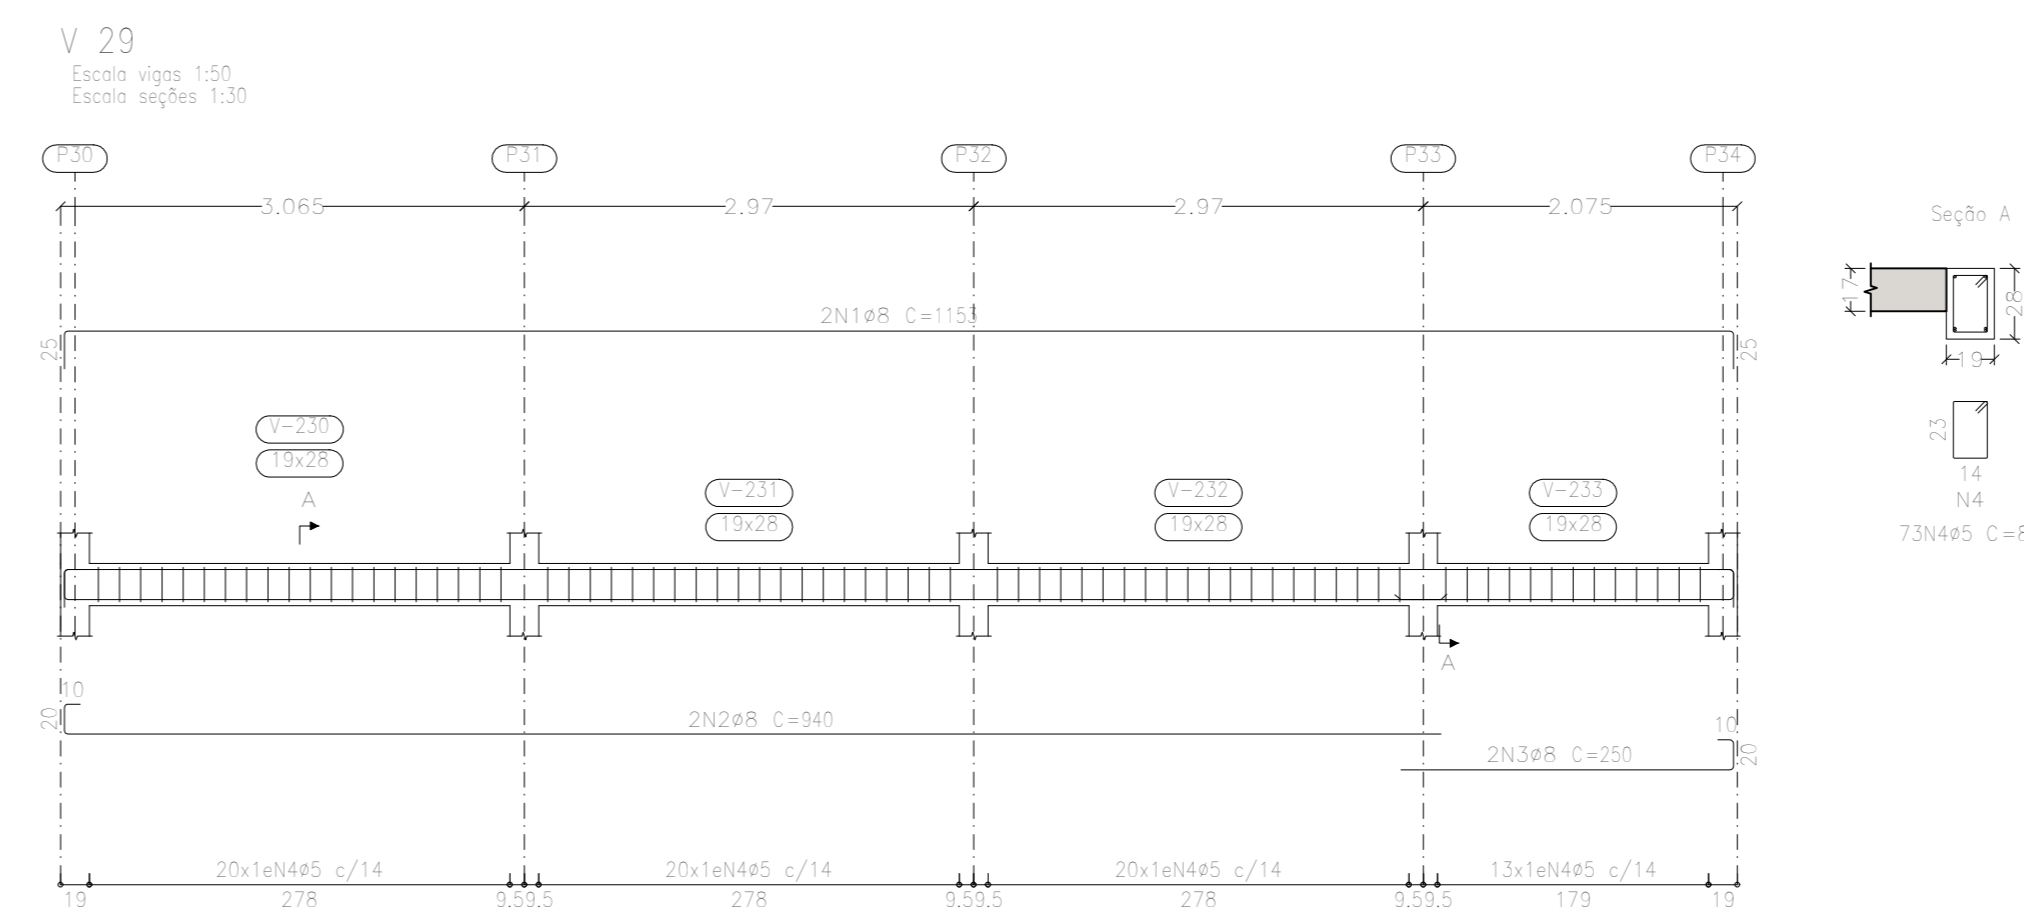 V 29
Escala vigas 1:50
Escala seções 1:30
P30 P31 P32 P33 P34
3.065 2.97 2.97 2.075
Seção A
17
28
19
2N1ø8 C=1153
25
25
V-230
19x28
A
V-231 V-232 V-233
19x28 19x28 19x28
23
14
N4
73N4ø5 C=8
A
10
20
2N2ø8 C=940
10
20
2N3ø8 C=250
20x1eN4ø5 c/14 20x1eN4ø5 c/14 20x1eN4ø5 c/14 13x1eN4ø5 c/14
19 278 9.59.5 278 9.59.5 278 9.59.5 179 19